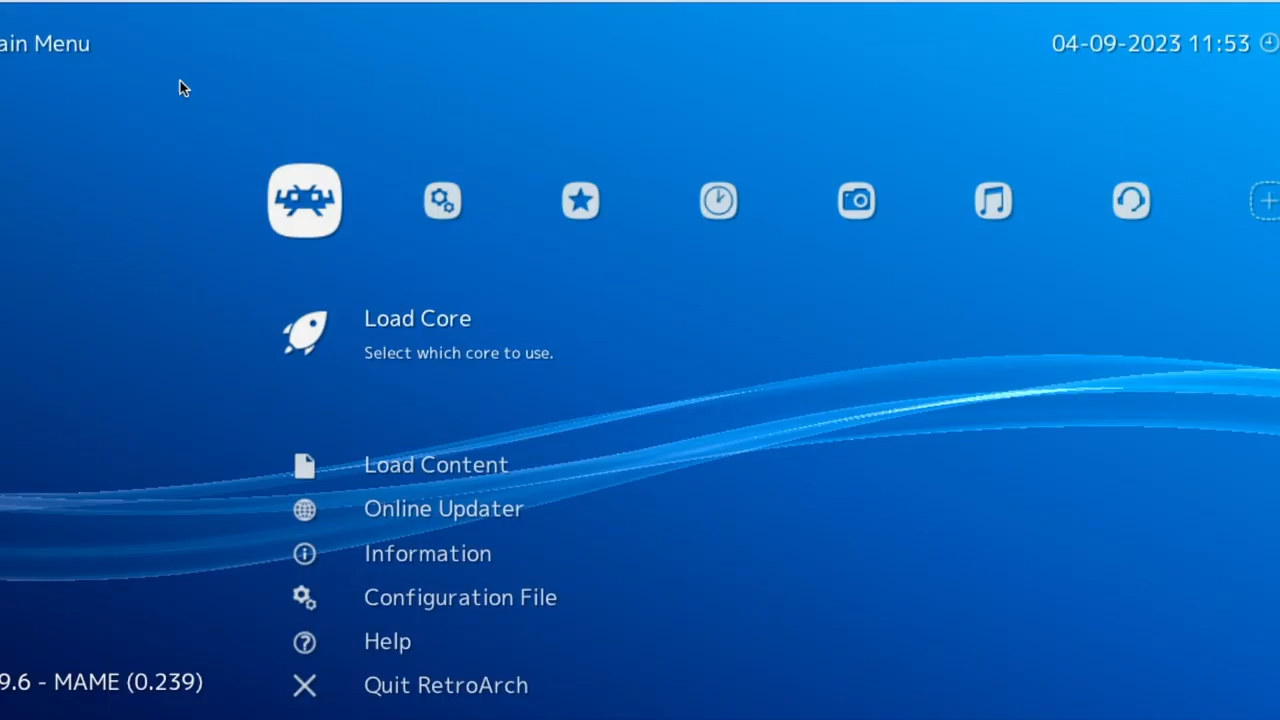 ain Menu
04-09-2023 11:53
Load Core
Select which core to use.
Load Content
Online Updater
Information
Configuration File
Help
Quit RetroArch
9.6 - MAME (0.239)